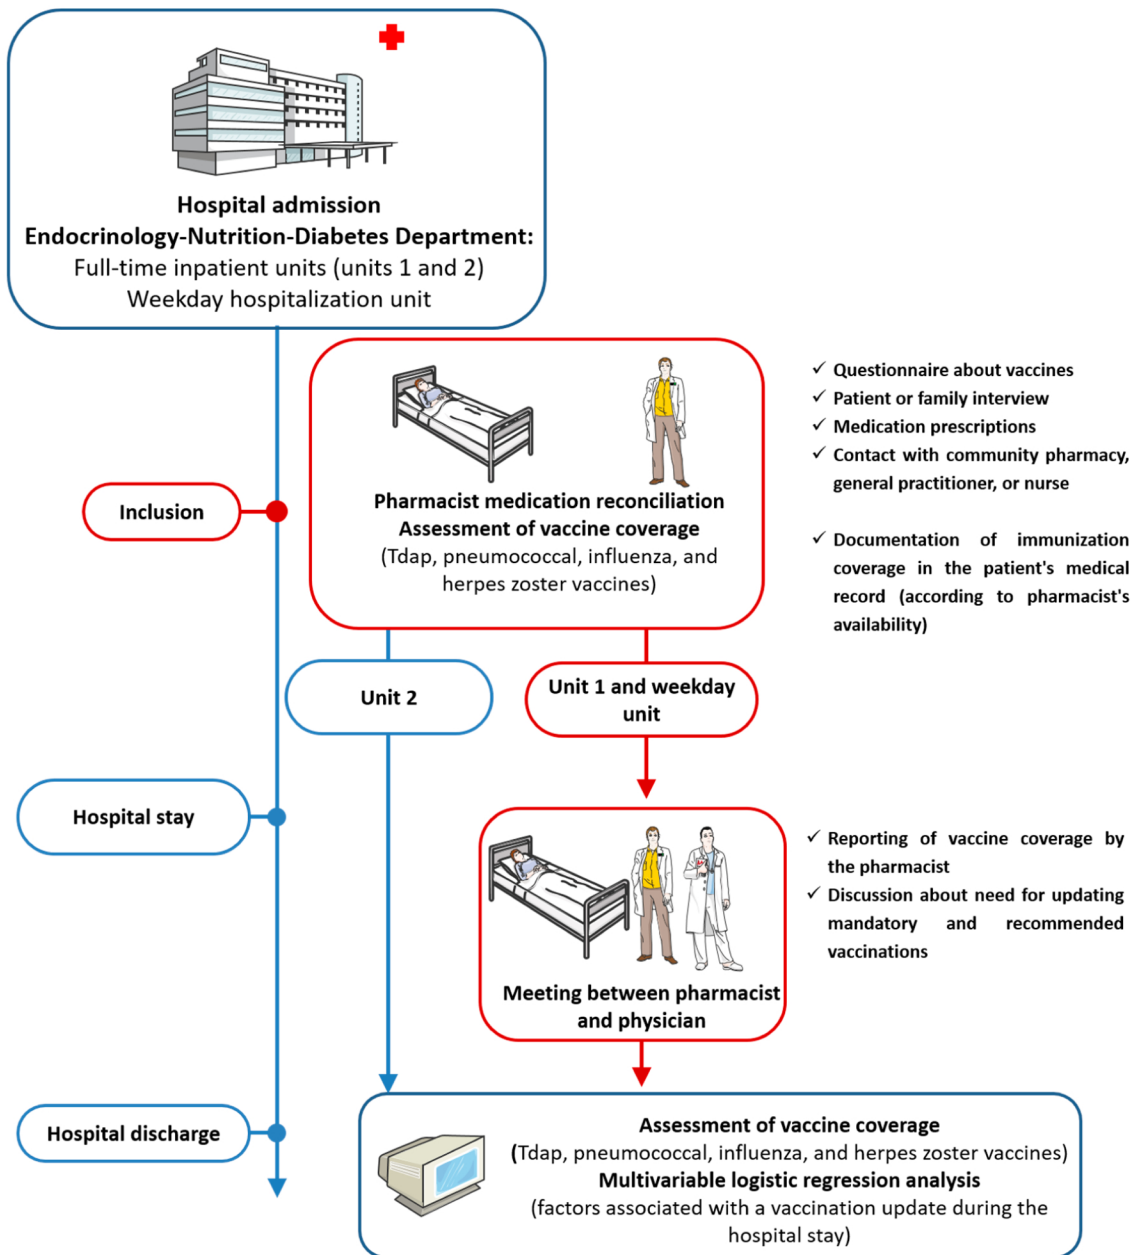 Hospital admission
Endocrinology-Nutrition-Diabetes Department:
Full-time inpatient units (units 1 and 2)
Weekday hospitalization unit
Inclusion
Pharmacist medication reconciliation
Assessment of vaccine coverage
(Tdap, pneumococcal, influenza, and
herpes zoster vaccines)
✓ Questionnaire about vaccines
✓ Patient or family interview
✓ Medication prescriptions
✓ Contact with community pharmacy,
general practitioner, or nurse
✓ Documentation of immunization
coverage in the patient's medical
record (according to pharmacist's
availability)
Unit 2
Unit 1 and weekday
unit
Hospital stay
Meeting between pharmacist
and physician
✓ Reporting of vaccine coverage by
the pharmacist
✓ Discussion about need for updating
mandatory and recommended
vaccinations
Hospital discharge
Assessment of vaccine coverage
(Tdap, pneumococcal, influenza, and herpes zoster vaccines)
Multivariable logistic regression analysis
(factors associated with a vaccination update during the
hospital stay)